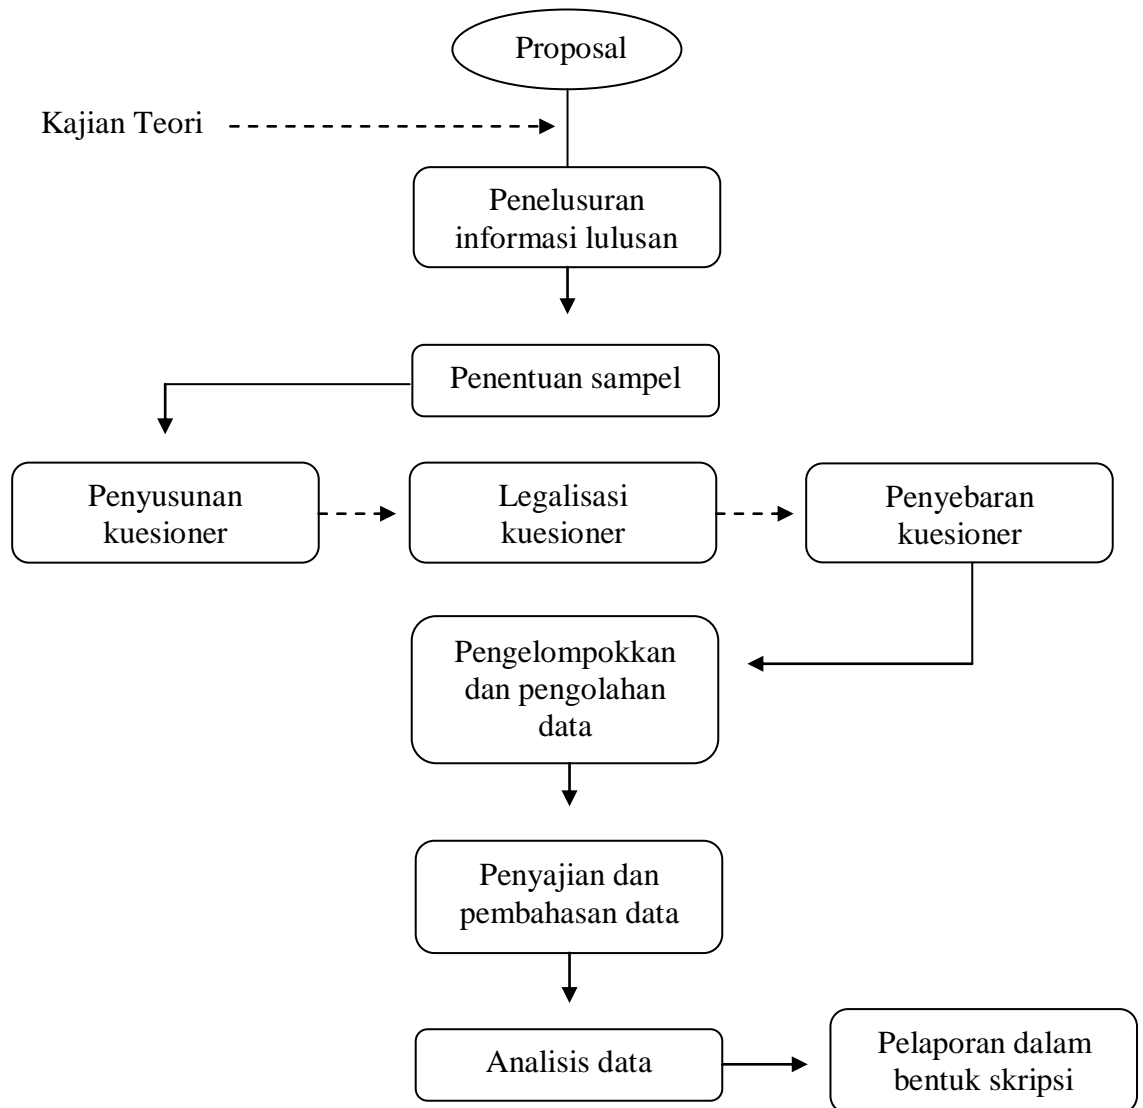 Proposal
Kajian Teori
Penelusuran
informasi lulusan
Penentuan sampel
Penyusunan
kuesioner
Legalisasi
kuesioner
Penyebaran
kuesioner
Pengelompokkan
dan pengolahan
data
Penyajian dan
pembahasan data
Analisis data
Pelaporan dalam
bentuk skripsi